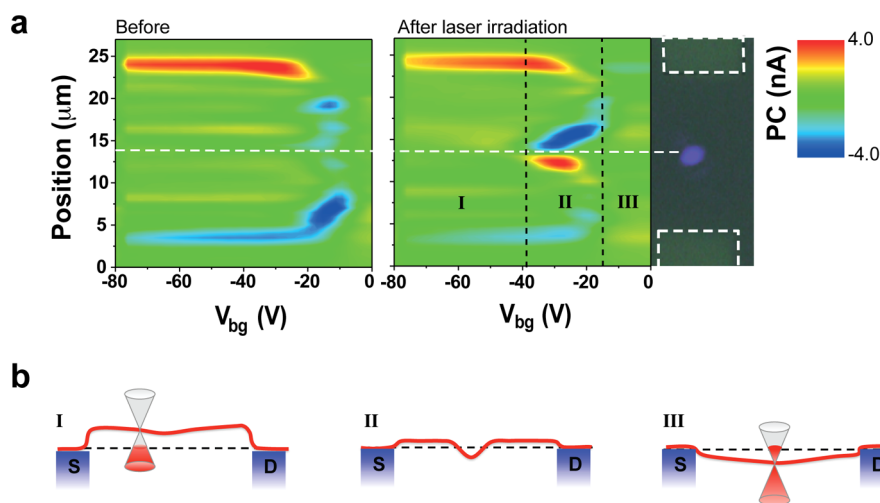 a
Before
After laser irradiation
Position (μm)
25
20
15
10
5
0
-80
-60
-40
-20
0
V_bg (V)
I
II
III
-80
-60
-40
-20
0
V_bg (V)
4.0
-4.0
PC (nA)
b
I
S
D
II
S
D
III
S
D